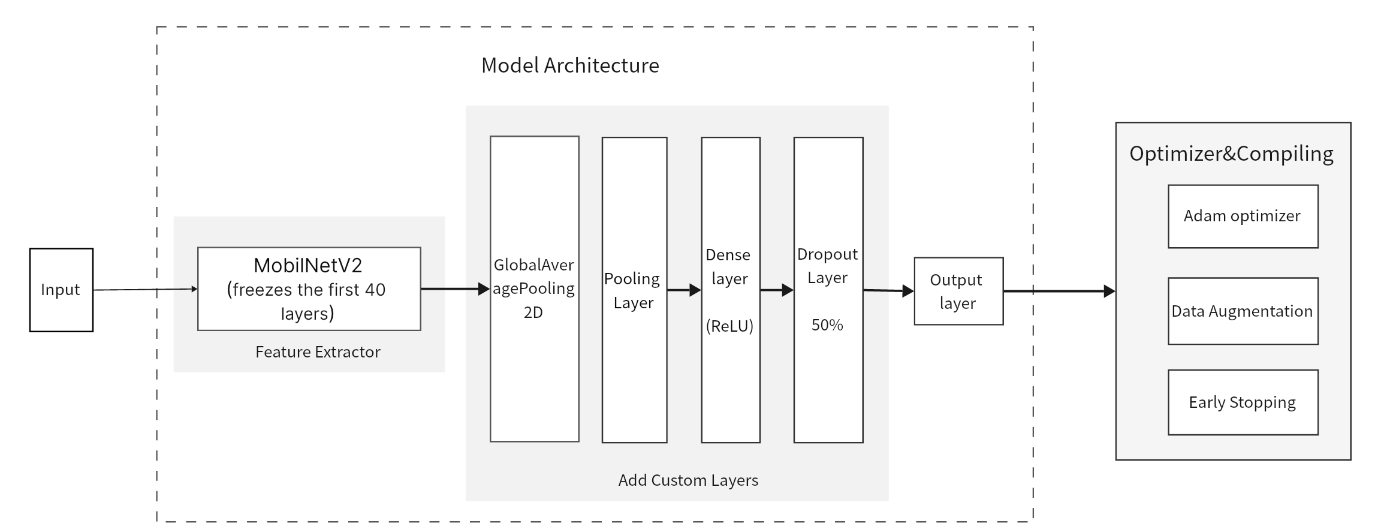 Model Architecture
Input
MobilNetV2
(freezes the first 40
layers)
Feature Extractor
GlobalAver
agePooling
2D
Pooling
Layer
Dense
layer
(ReLU)
Dropout
Layer
50%
Add Custom Layers
Output
layer
Optimizer&Compiling
Adam optimizer
Data Augmentation
Early Stopping